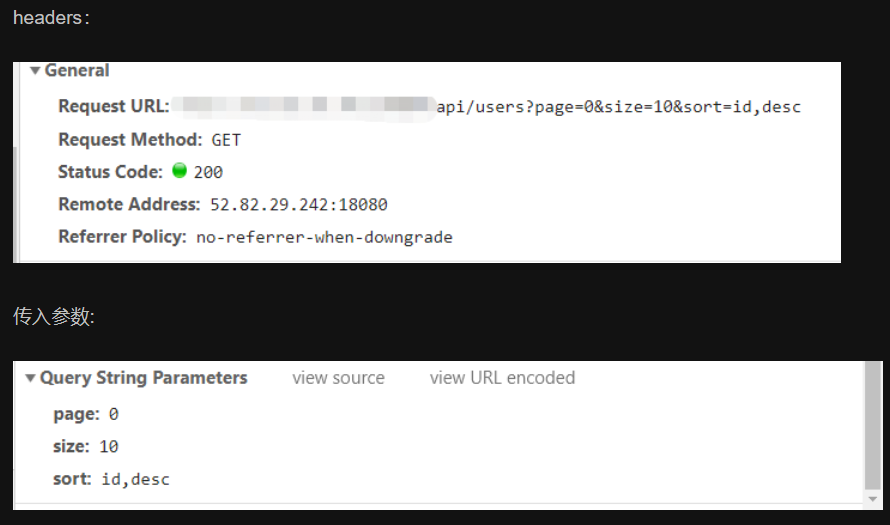 headers：
General
Request URL: api/users?page=0&size=10&sort=id,desc
Request Method: GET
Status Code: 200
Remote Address: 52.82.29.242:18080
Referrer Policy: no-referrer-when-downgrade
传入参数:
Query String Parameters view source view URL encoded
page: 0
size: 10
sort: id,desc